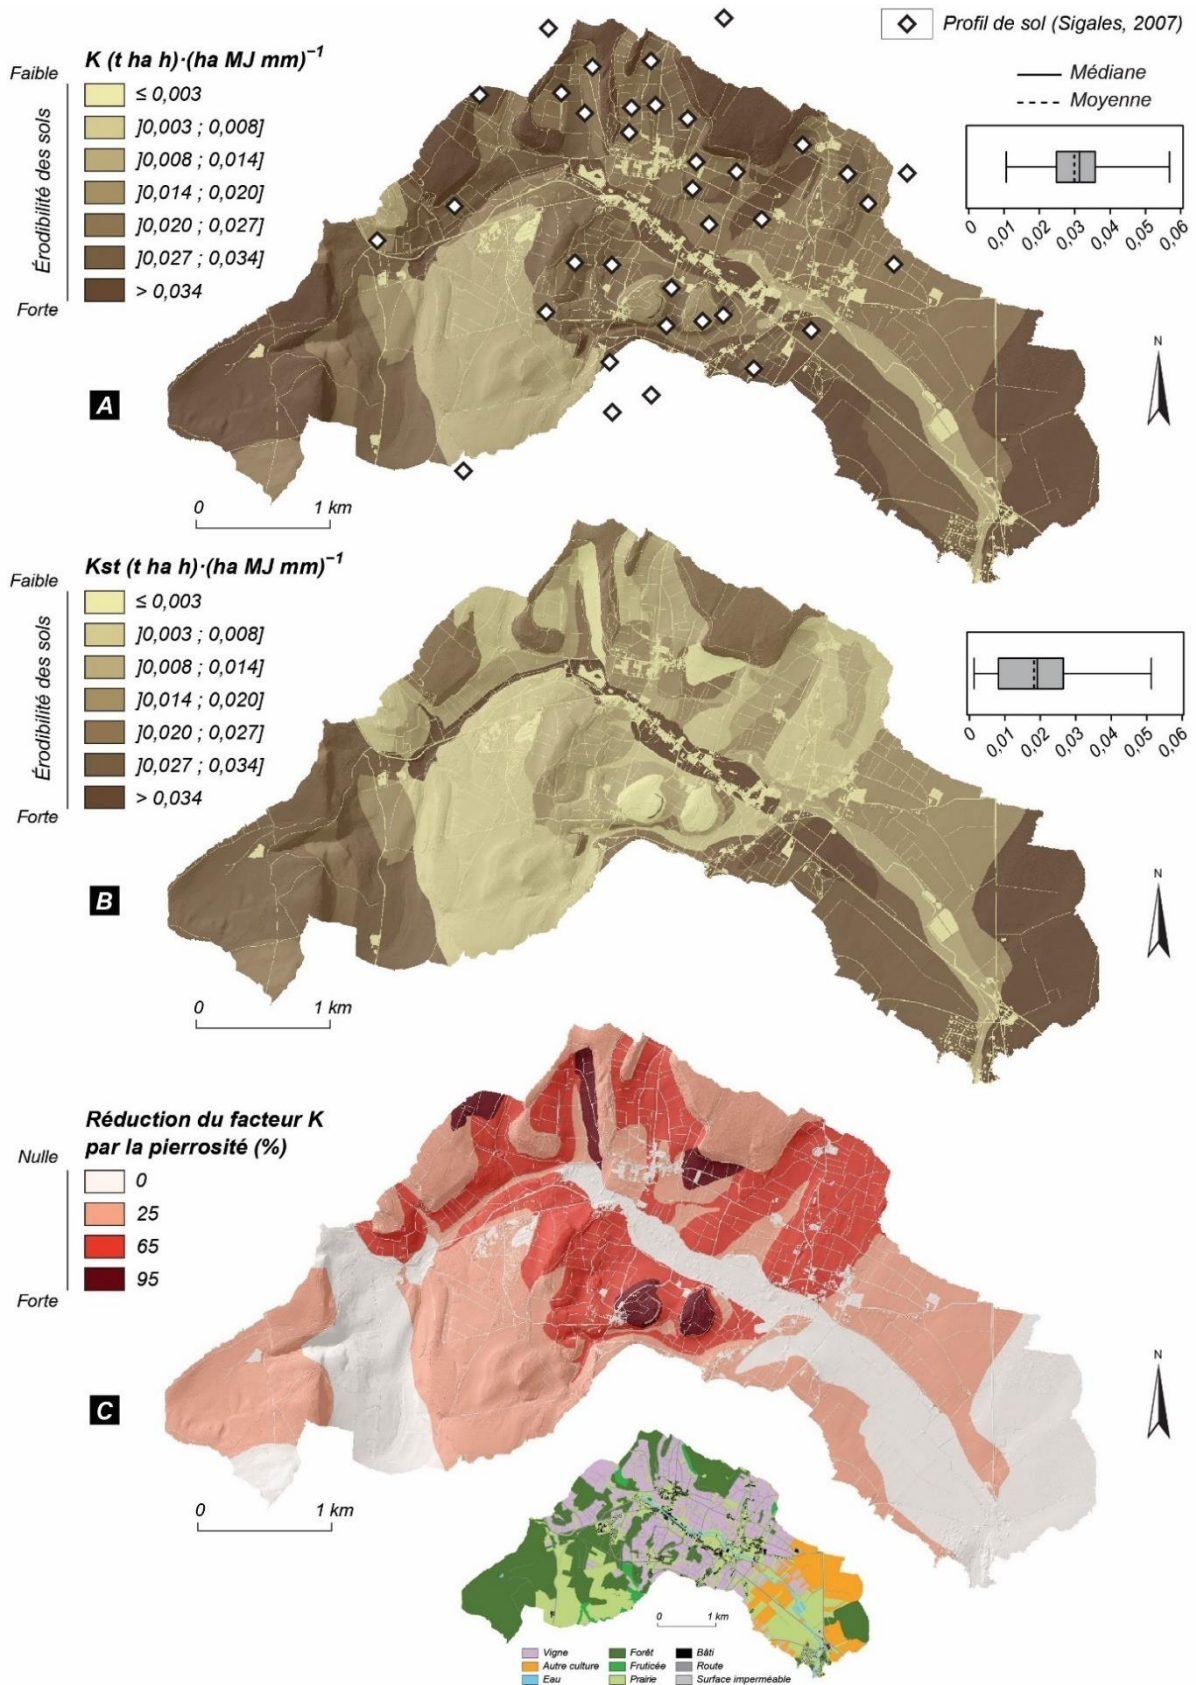 Profil de sol (Sigales, 2007)
Médiane
Moyenne
K (t ha h)·(ha MJ mm)⁻¹
Faible
Érodibilité des sols
Forte
≤ 0,003
]0,003 ; 0,008]
]0,008 ; 0,014]
]0,014 ; 0,020]
]0,020 ; 0,027]
]0,027 ; 0,034]
> 0,034
0 0,01 0,02 0,03 0,04 0,05 0,06
N
A
0 1 km
Kst (t ha h)·(ha MJ mm)⁻¹
Faible
Érodibilité des sols
Forte
≤ 0,003
]0,003 ; 0,008]
]0,008 ; 0,014]
]0,014 ; 0,020]
]0,020 ; 0,027]
]0,027 ; 0,034]
> 0,034
0 0,01 0,02 0,03 0,04 0,05 0,06
N
B
0 1 km
Réduction du facteur K
par la pierrosité (%)
Nulle
Forte
0
25
65
95
N
C
0 1 km
0 1 km
Vigne Forêt Bâti
Autre culture Fruticée Route
Eau Prairie Surface imperméable